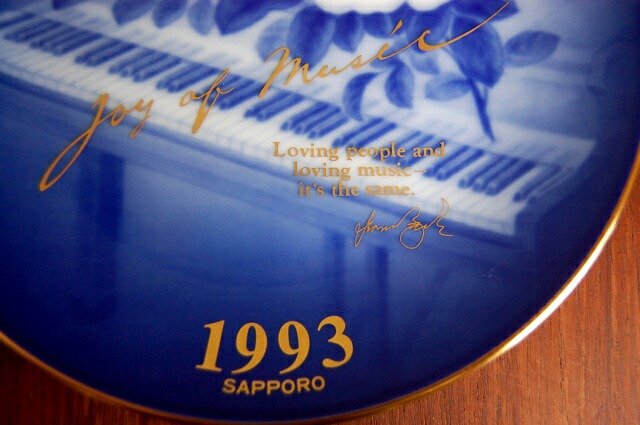 Joy of Music
Loving people and
loving music—
it's the same.
1993
SAPPORO